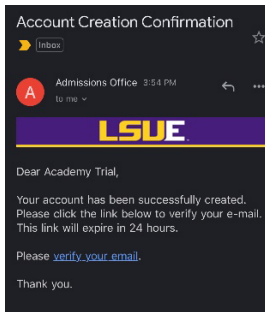 Account Creation Confirmation
Inbox
A
Admissions Office 3:54 PM
to me
LSUE
Dear Academy Trial,
Your account has been successfully created.
Please click the link below to verify your e-mail.
This link will expire in 24 hours.
Please verify your email.
Thank you.